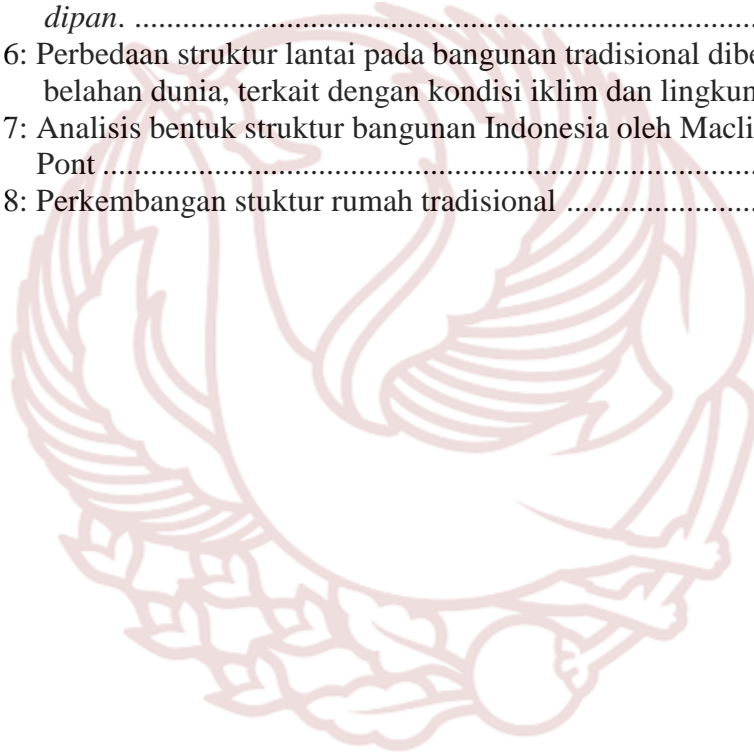 dipan. ..........................................................................................
6: Perbedaan struktur lantai pada bangunan tradisional dibe
belahan dunia, terkait dengan kondisi iklim dan lingkun
7: Analisis bentuk struktur bangunan Indonesia oleh Macli
Pont ...............................................................................................
8: Perkembangan stuktur rumah tradisional ...........................